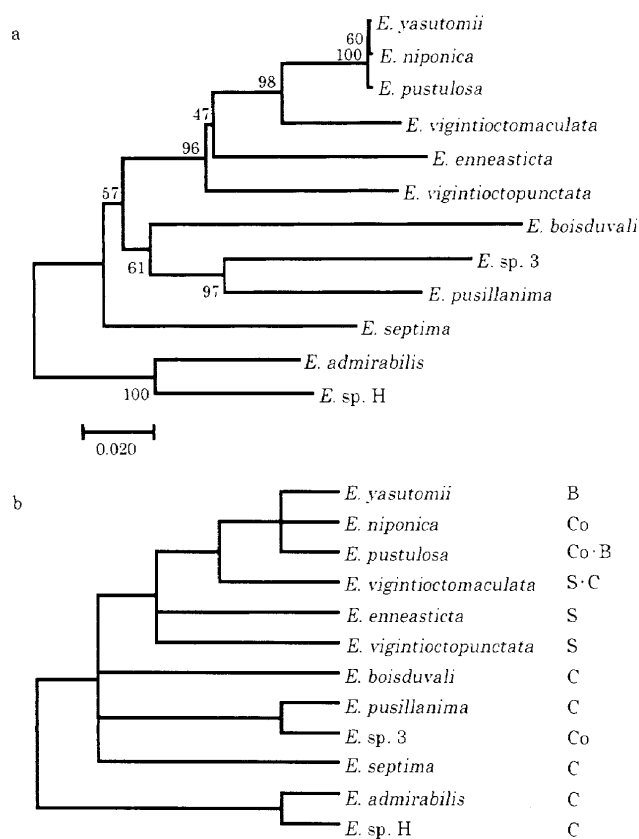 a
E. yasutomii
60
E. niponica
100
E. pustulosa
98
E. vigintioctomaculata
47
E. enneasticta
96
E. vigintioctopunctata
57
E. boisduvali
61
E. sp. 3
97
E. pusillanima
E. septima
E. admirabilis
100
E. sp. H
0.020
b
E. yasutomii B
E. niponica Co
E. pustulosa Co·B
E. vigintioctomaculata S·C
E. enneasticta S
E. vigintioctopunctata S
E. boisduvali C
E. pusillanima C
E. sp. 3 Co
E. septima C
E. admirabilis C
E. sp. H C